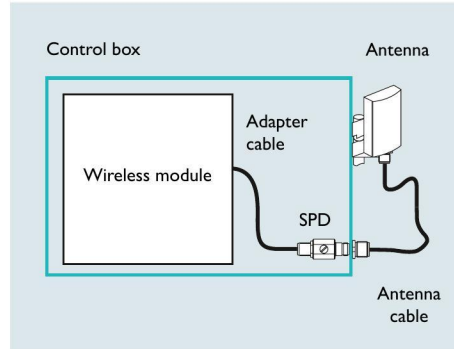 Control box
Antenna
Adapter
cable
Wireless module
SPD
Antenna
cable